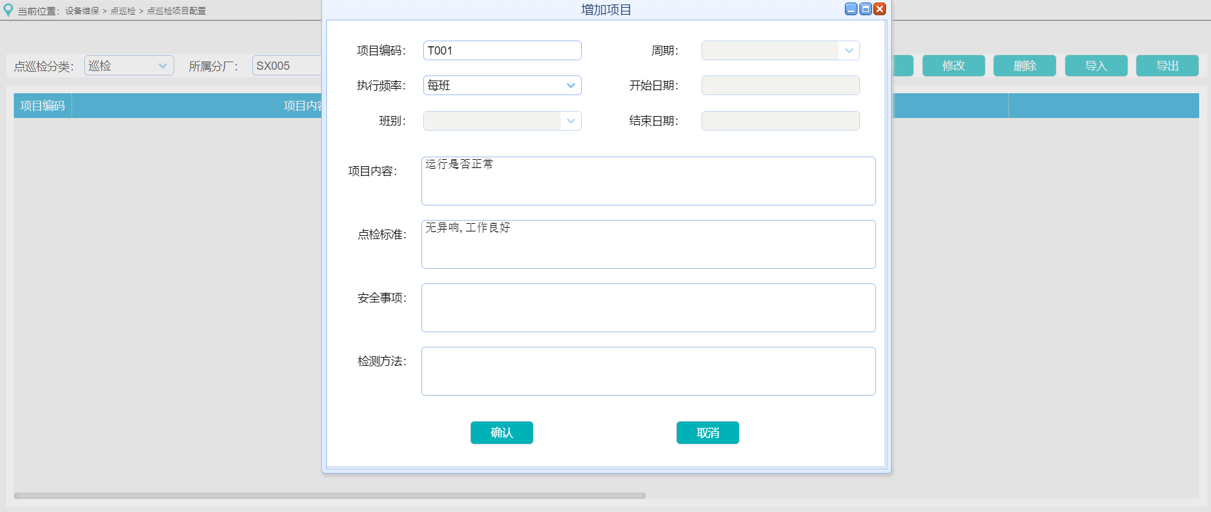 当前位置：设备维保 > 点巡检 > 点巡检项目配置
增加项目
点巡检分类： 巡检 所属分厂： SX005 修改 删除 导入 导出
项目编码 项目内容
项目编码： T001 周期：
执行频率： 每班 开始日期：
班别： 结束日期：
项目内容： 运行是否正常
点检标准： 无异响,工作良好
安全事项：
检测方法：
确认 取消